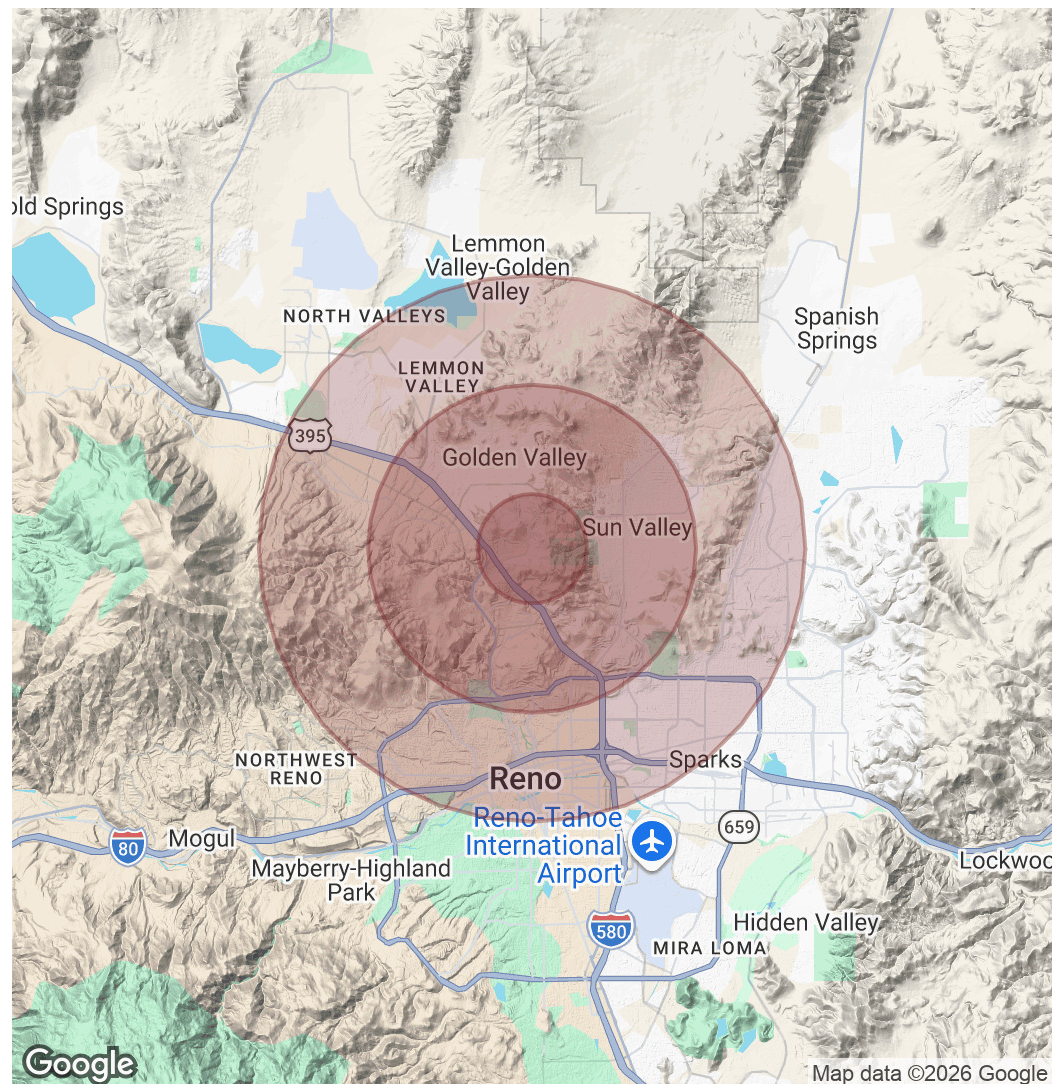 old Springs
Lemmon
Valley-Golden
Valley
NORTH VALLEYS
Spanish
Springs
LEMMON
VALLEY
395
Golden Valley
Sun Valley
NORTHWEST
RENO
Sparks
Reno
Reno-Tahoe
International
Airport
659
80
Mogul
Mayberry-Highland
Park
Lockwoo
Hidden Valley
580
MIRA LOMA
Google
Map data ©2026 Google